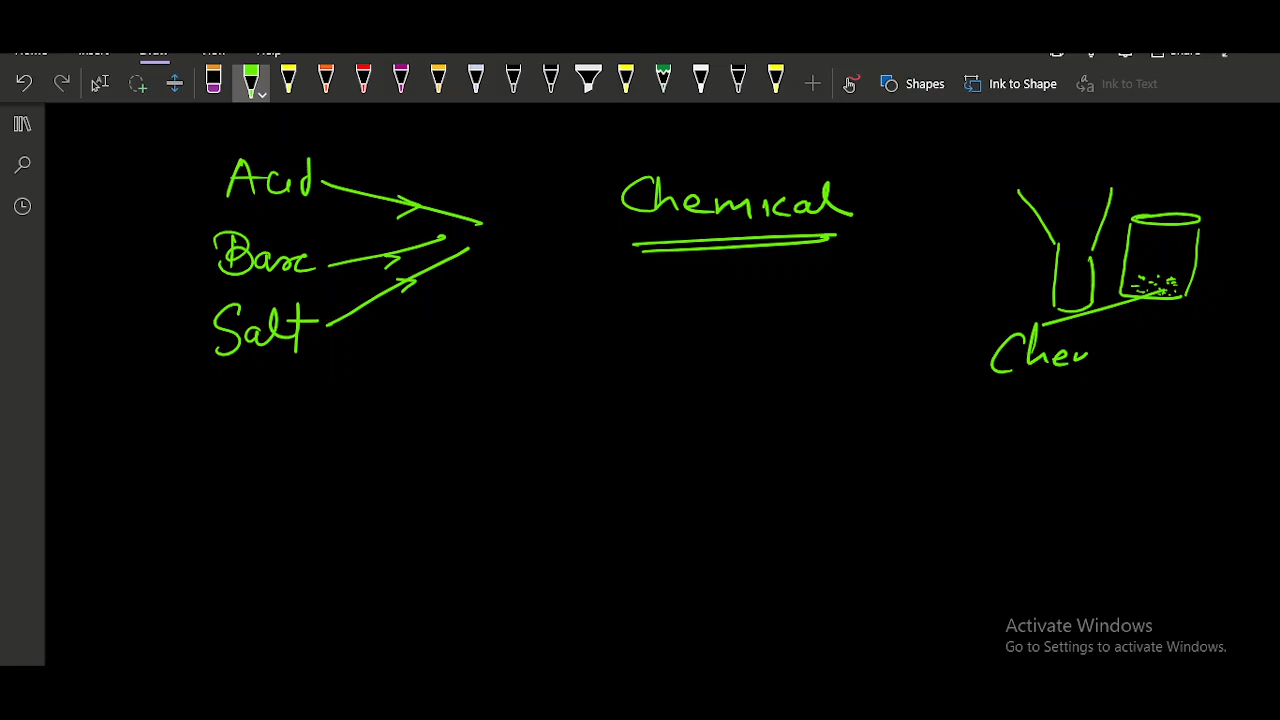 Shapes
Ink to Shape
Ink to Text
Acid
Base
Salt
Chemical
Che
Activate Windows
Go to Settings to activate Windows.